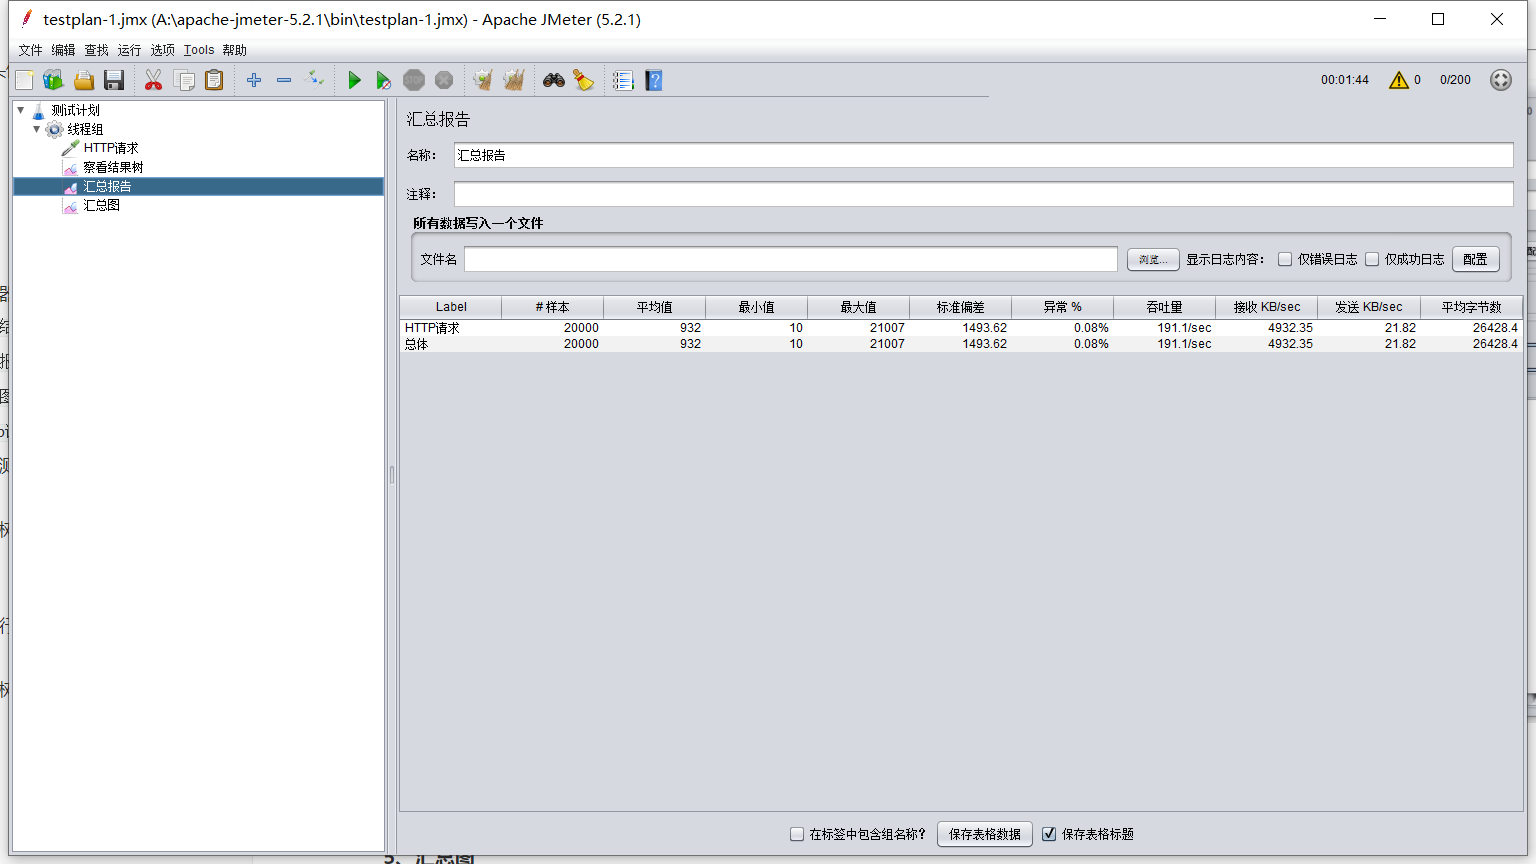 testplan-1.jmx (A:\apache-jmeter-5.2.1\bin\testplan-1.jmx) - Apache JMeter (5.2.1)
文件 编辑 查找 运行 选项 Tools 帮助
STOP
00:01:44 0 0/200
测试计划
线程组
HTTP请求
察看结果树
汇总报告
汇总图
汇总报告
名称: 汇总报告
注释:
所有数据写入一个文件
文件名 浏览... 显示日志内容: 仅错误日志 仅成功日志 配置
Label # 样本 平均值 最小值 最大值 标准偏差 异常 % 吞吐量 接收 KB/sec 发送 KB/sec 平均字节数
HTTP请求 20000 932 10 21007 1493.62 0.08% 191.1/sec 4932.35 21.82 26428.4
总体 20000 932 10 21007 1493.62 0.08% 191.1/sec 4932.35 21.82 26428.4
在标签中包含组名称? 保存表格数据 保存表格标题
5、汇总图